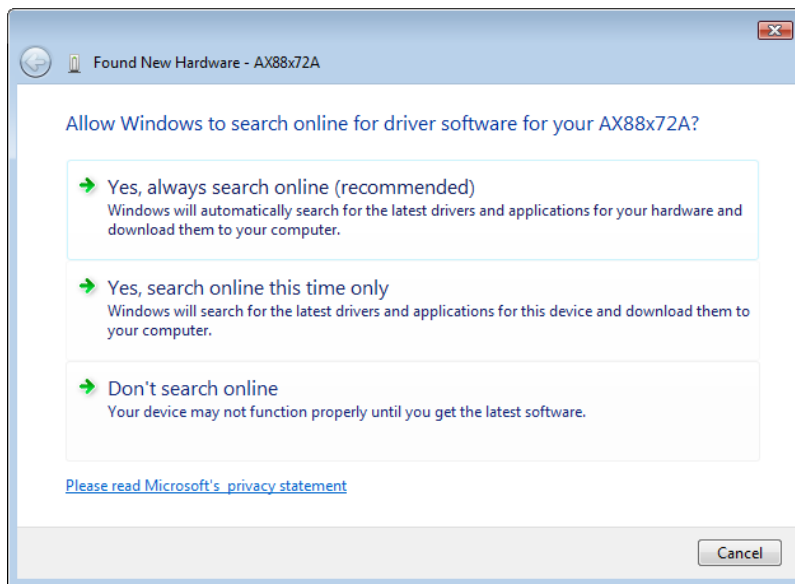 Found New Hardware - AX88x72A
Allow Windows to search online for driver software for your AX88x72A?
Yes, always search online (recommended)
Windows will automatically search for the latest drivers and applications for your hardware and
download them to your computer.
Yes, search online this time only
Windows will search for the latest drivers and applications for this device and download them to
your computer.
Don't search online
Your device may not function properly until you get the latest software.
Please read Microsoft's privacy statement
Cancel